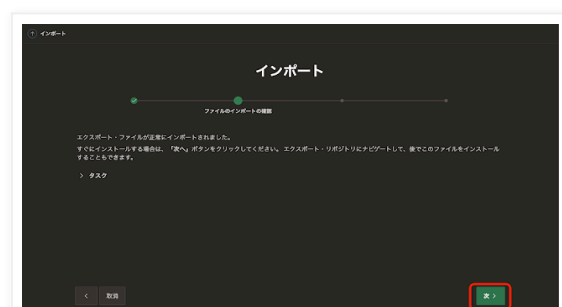 インポート
インポート
ファイルのインポートの確認
エクスポート・ファイルが正常にインポートされました。
すぐにインストールする場合は、「次へ」ボタンをクリックしてください。エクスポート・リポジトリにナビゲートして、後でこのファイルをインストール
することもできます。
タスク
取消
次